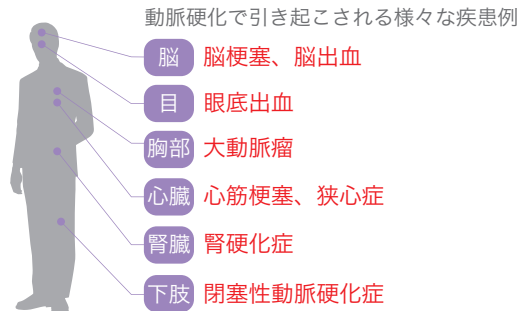 動脈硬化で引き起こされる様々な疾患例
脳 脳梗塞、脳出血
目 眼底出血
胸部 大動脈瘤
心臓 心筋梗塞、狭心症
腎臓 腎硬化症
下肢 閉塞性動脈硬化症